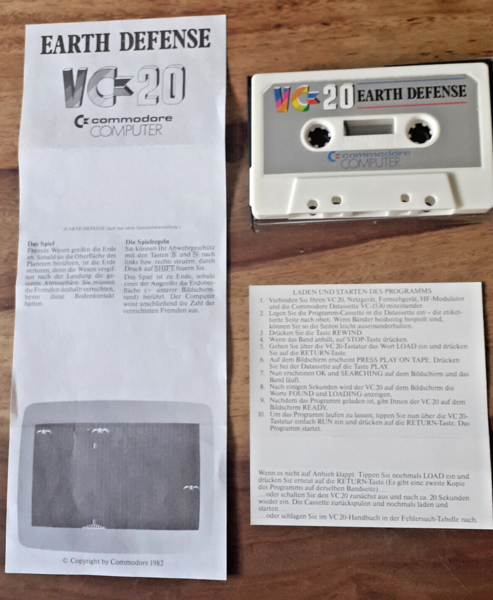 EARTH DEFENSE
VC-20
commodore
COMPUTER
Das Spiel
Fremde Wesen greifen die Erde
an. Sobald sie die Oberfläche des
Planeten berühren, ist die Erde
verloren, denn die Wesen vergif-
ten nach der Landung die ge-
samte Atmosphäre. Sie müssen
die Fremden deshalb vernichten,
bevor diese Bodenkontakt
haben.
Die Spielregeln
Sie können Ihr Abwehrgeschütz
mit den Tasten B und N nach
links bzw. rechts steuern; durch
Druck auf SHIFT feuern Sie.
Das Spiel ist zu Ende, sobald
einer der Angreifer die Erdober-
fläche (= unterer Bildschirm-
rand) berührt. Der Computer
weist anschließend die Zahl der
vernichteten Fremden aus.
© Copyright by Commodore 1982
VC-20 EARTH DEFENSE
commodore
COMPUTER
LADEN UND STARTEN DES PROGRAMMS
1. Verbinden Sie Ihren VC 20, Netzgerät, Fernsehgerät, HF-Modulator
und die Commodore Datassette VC-1530 miteinander.
2. Legen Sie die Programm-Cassette in die Datassette ein – die etiket-
tierte Seite nach oben. Wenn Bänder beidseitig bespielt sind,
können Sie so die Seiten leicht auseinanderhalten.
3. Drücken Sie die Taste REWIND.
4. Wenn das Band anhält, auf STOP-Taste drücken.
5. Geben Sie über die VC 20-Tastatur das Wort LOAD ein und drücken
Sie auf die RETURN-Taste.
6. Auf dem Bildschirm erscheint PRESS PLAY ON TAPE. Drücken
Sie bei der Datassette auf die Taste PLAY.
7. Nun erscheinen OK und SEARCHING auf dem Bildschirm und das
Band läuft.
8. Nach einigen Sekunden wird der VC 20 auf dem Bildschirm die
Worte FOUND und LOADING anzeigen.
9. Nachdem das Programm geladen ist, gibt Ihnen der VC 20 auf dem
Bildschirm READY.
10. Um das Programm laufen zu lassen, tippen Sie nun über die VC 20-
Tastatur einfach RUN ein und drücken auf die RETURN-Taste. Das
Programm startet.
Wenn es nicht auf Anhieb klappt: Tippen Sie nochmals LOAD ein und
drücken Sie erneut auf die RETURN-Taste (Es gibt eine zweite Kopie
des Programms auf derselben Bandseite)...
...oder schalten Sie den VC 20 zunächst aus und nach ca. 20 Sekunden
wieder ein. Die Cassette zurückspulen und nochmals laden und
starten...
...oder schlagen Sie im VC 20-Handbuch in der Fehlersuch-Tabelle nach.